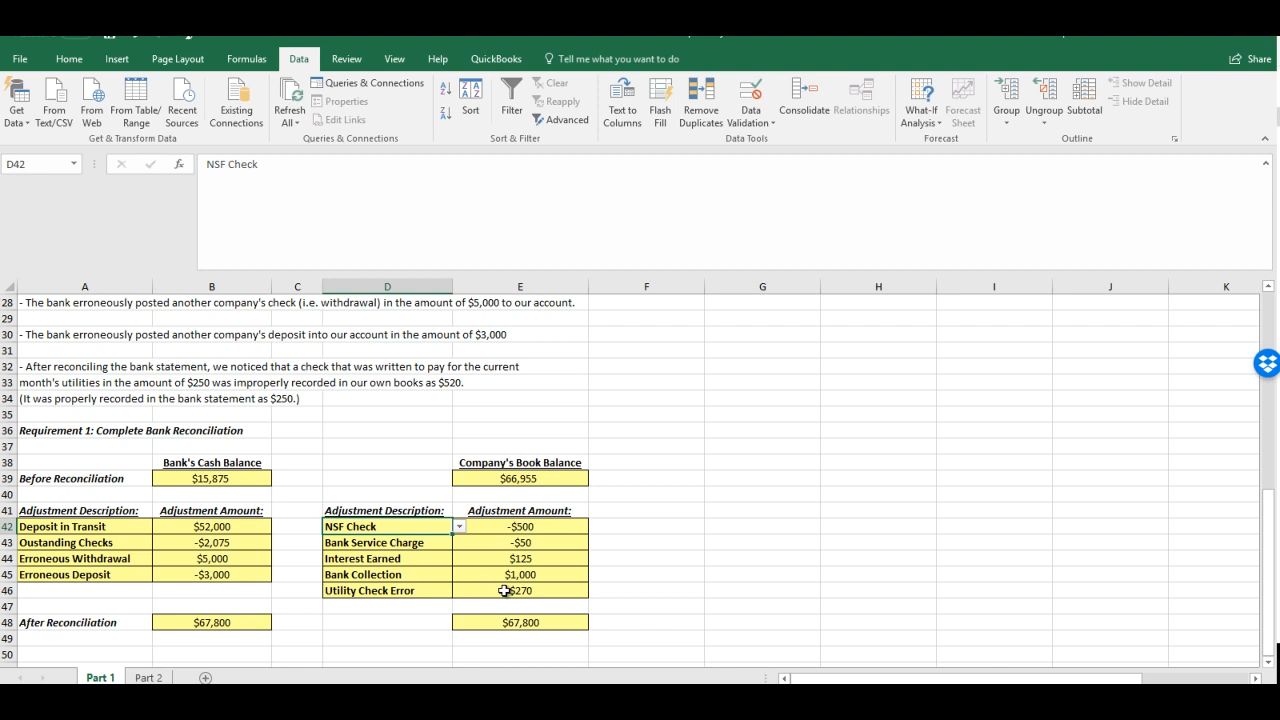 File Home Insert Page Layout Formulas Data Review View Help QuickBooks Tell me what you want to do Share
Get Data From Text/CSV From Web From Table/ Range Recent Sources Existing Connections Refresh All Queries & Connections Properties Edit Links Sort Filter Clear Reapply Advanced Text to Columns Flash Fill Remove Duplicates Data Validation Consolidate Relationships What-If Analysis Forecast Sheet Group Ungroup Subtotal Show Detail Hide Detail
Get & Transform Data Queries & Connections Sort & Filter Data Tools Forecast Outline
D42 fx NSF Check
A B C D E F G H I J K
28 - The bank erroneously posted another company's check (i.e. withdrawal) in the amount of $5,000 to our account.
29
30 - The bank erroneously posted another company's deposit into our account in the amount of $3,000
31
32 - After reconciling the bank statement, we noticed that a check that was written to pay for the current
33 month's utilities in the amount of $250 was improperly recorded in our own books as $520.
34 (It was properly recorded in the bank statement as $250.)
35
36 Requirement 1: Complete Bank Reconciliation
37
38 Bank's Cash Balance Company's Book Balance
39 Before Reconciliation $15,875 $66,955
40
41 Adjustment Description: Adjustment Amount: Adjustment Description: Adjustment Amount:
42 Deposit in Transit $52,000 NSF Check -$500
43 Oustanding Checks -$2,075 Bank Service Charge -$50
44 Erroneous Withdrawal $5,000 Interest Earned $125
45 Erroneous Deposit -$3,000 Bank Collection $1,000
46 Utility Check Error $270
47
48 After Reconciliation $67,800 $67,800
49
50
Part 1 Part 2